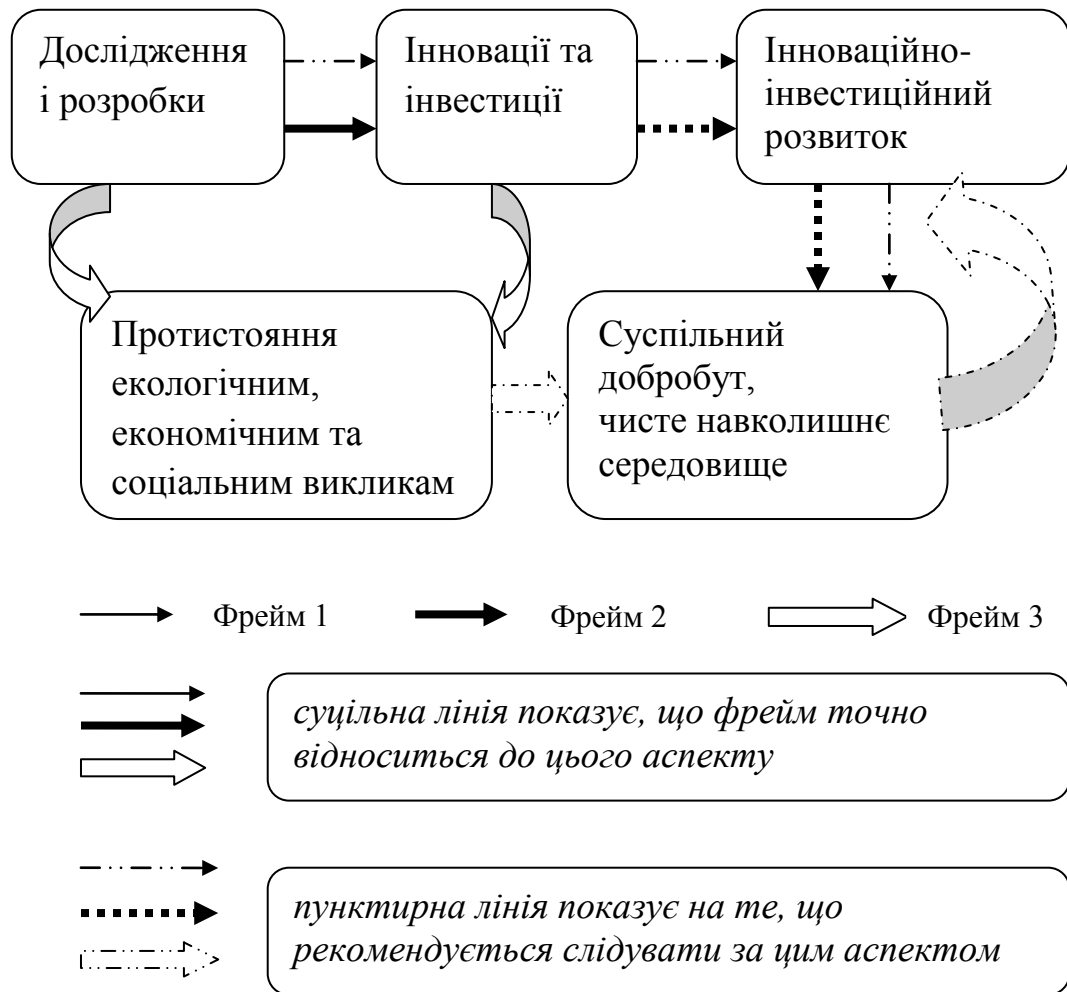 Дослідження
і розробки
Інновації та
інвестиції
Інноваційно-
інвестиційний
розвиток
Протистояння
екологічним,
економічним та
соціальним викликам
Суспільний
добробут,
чисте навколишнє
середовище
Фрейм 1
Фрейм 2
Фрейм 3
суцільна лінія показує, що фрейм точно
відноситься до цього аспекту
пунктирна лінія показує на те, що
рекомендується слідувати за цим аспектом